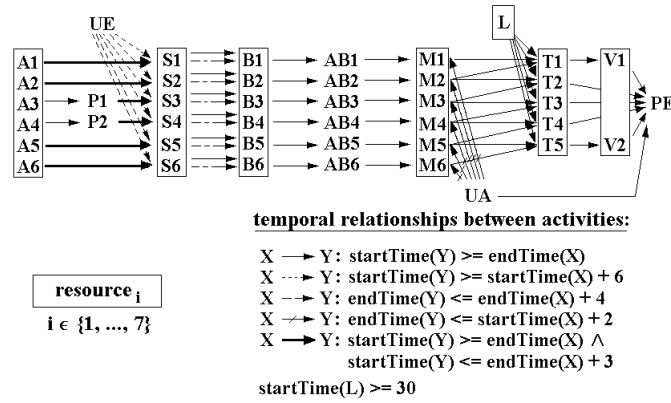 UE L
A1 S1 B1 AB1 M1 T1 V1
A2 S2 B2 AB2 M2 T2
A3 P1 S3 B3 AB3 M3 T3 PE
A4 P2 S4 B4 AB4 M4 T4
A5 S5 B5 AB5 M5 T5 V2
A6 S6 B6 AB6 M6
UA
temporal relationships between activities:
X Y: startTime(Y) >= endTime(X)
X Y: startTime(Y) >= startTime(X) + 6
X Y: endTime(Y) <= endTime(X) + 4
X Y: endTime(Y) <= startTime(X) + 2
X Y: startTime(Y) >= endTime(X) ∧
startTime(Y) <= endTime(X) + 3
startTime(L) >= 30
resource i
i ϵ {1, ..., 7}